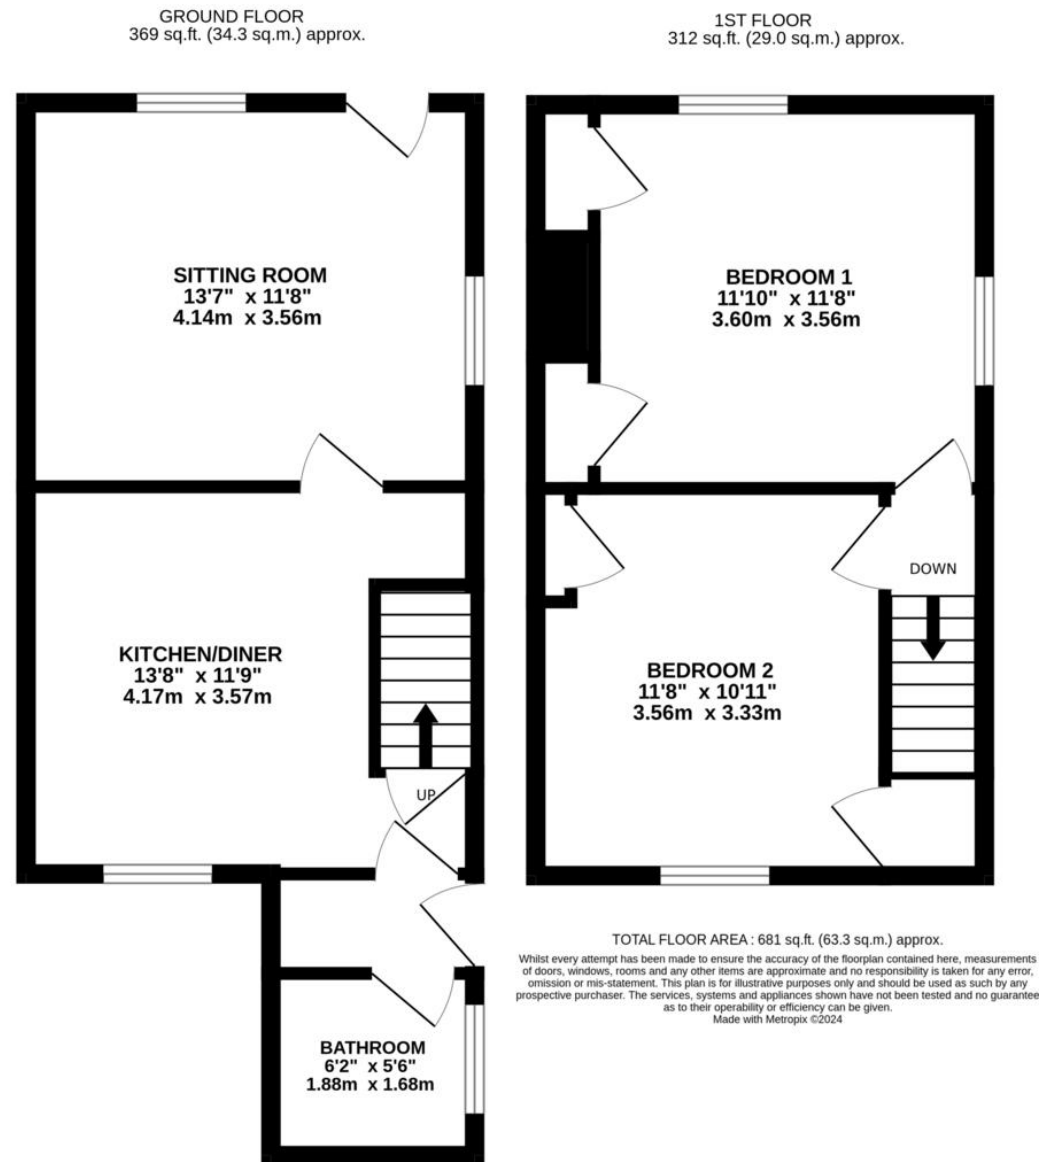 GROUND FLOOR
369 sq.ft. (34.3 sq.m.) approx.
1ST FLOOR
312 sq.ft. (29.0 sq.m.) approx.
SITTING ROOM
13'7" x 11'8"
4.14m x 3.56m
BEDROOM 1
11'10" x 11'8"
3.60m x 3.56m
KITCHEN/DINER
13'8" x 11'9"
4.17m x 3.57m
UP
DOWN
BEDROOM 2
11'8" x 10'11"
3.56m x 3.33m
BATHROOM
6'2" x 5'6"
1.88m x 1.68m
TOTAL FLOOR AREA : 681 sq.ft. (63.3 sq.m.) approx.
Whilst every attempt has been made to ensure the accuracy of the floorplan contained here, measurements
of doors, windows, rooms and any other items are approximate and no responsibility is taken for any error,
omission or mis-statement. This plan is for illustrative purposes only and should be used as such by any
prospective purchaser. The services, systems and appliances shown have not been tested and no guarantee
as to their operability or efficiency can be given.
Made with Metropix ©2024